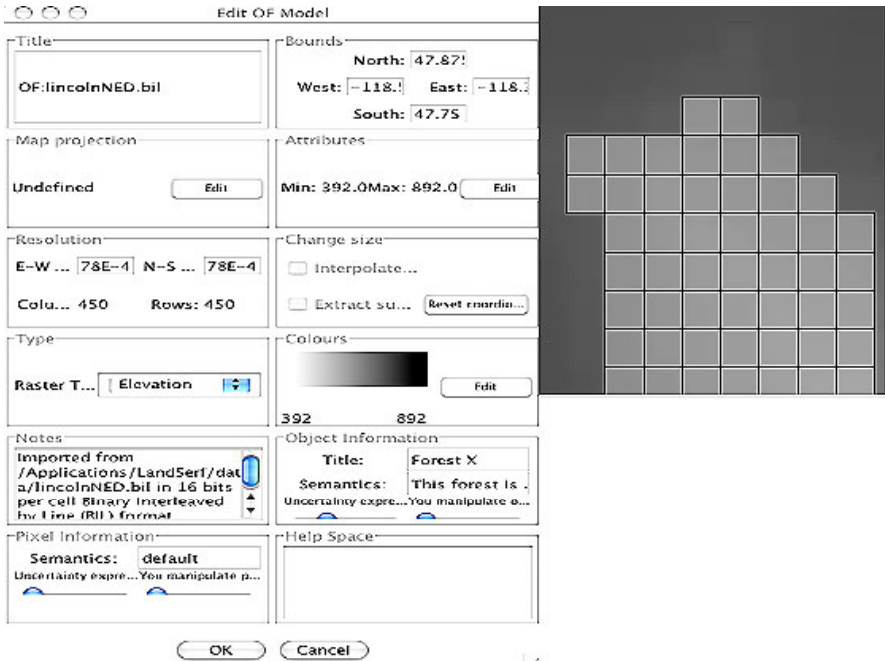 Edit OF Model
Title
OF:lincolnNED.bil
Bounds
North: 47.875
West: -118.5 East: -118.
South: 47.75
Map projection
Undefined Edit
Attributes
Min: 392.0Max: 892.0 Edit
Resolution
E-W ... 78E-4 N-S ... 78E-4
Colu... 450 Rows: 450
Change size
Interpolate...
Extract su... Reset coordin...
Type
Raster T... Elevation
Colours
Edit
392 892
Notes
Imported from
/Applications/LandSerf/dat
a/lincolnNED.bil in 16 bits
per cell Binary Interleaved
by Line (BIL) format
Object Information
Title: Forest X
Semantics: This forest is .
Uncertainty expre...You manipulate o...
Pixel Information
Semantics: default
Uncertainty expre...You manipulate p...
Help Space
OK Cancel